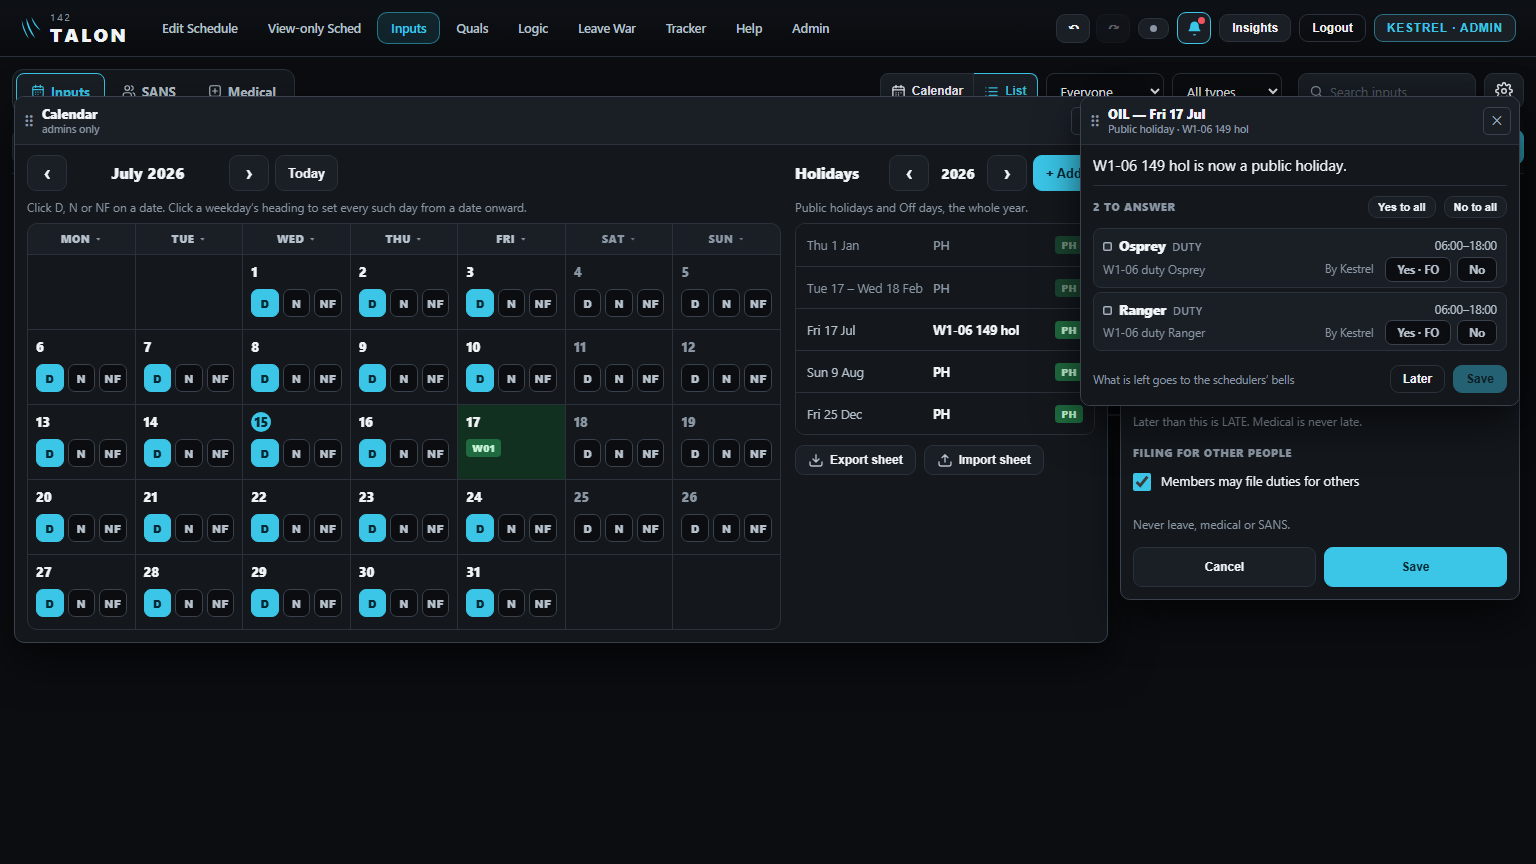 142
TALON
Edit Schedule
View-only Sched
Inputs
Quals
Logic
Leave War
Tracker
Help
Admin
Insights
Logout
KESTREL · ADMIN
Inputs
SANS
Medical
Calendar
List
Everyone
All types
Search inputs
Calendar
admins only
July 2026
Today
Click D, N or NF on a date. Click a weekday's heading to set every such day from a date onward.
MON TUE WED THU FRI SAT SUN
1 2 3 4 5
D N NF D N NF D N NF D N NF D N NF
6 7 8 9 10 11 12
D N NF D N NF D N NF D N NF D N NF D N NF D N NF
13 14 15 16 17 18 19
D N NF D N NF D N NF D N NF W01 D N NF D N NF
20 21 22 23 24 25 26
D N NF D N NF D N NF D N NF D N NF D N NF D N NF
27 28 29 30 31
D N NF D N NF D N NF D N NF D N NF
Holidays
2026
+ Add
Public holidays and Off days, the whole year.
Thu 1 Jan PH PH
Tue 17 – Wed 18 Feb PH PH
Fri 17 Jul W1-06 149 hol PH
Sun 9 Aug PH PH
Fri 25 Dec PH PH
Export sheet
Import sheet
OIL — Fri 17 Jul
Public holiday · W1-06 149 hol
W1-06 149 hol is now a public holiday.
2 TO ANSWER
Yes to all
No to all
Osprey DUTY 06:00–18:00
W1-06 duty Osprey By Kestrel Yes · FO No
Ranger DUTY 06:00–18:00
W1-06 duty Ranger By Kestrel Yes · FO No
What is left goes to the schedulers' bells
Later
Save
Later than this is LATE. Medical is never late.
FILING FOR OTHER PEOPLE
Members may file duties for others
Never leave, medical or SANS.
Cancel
Save